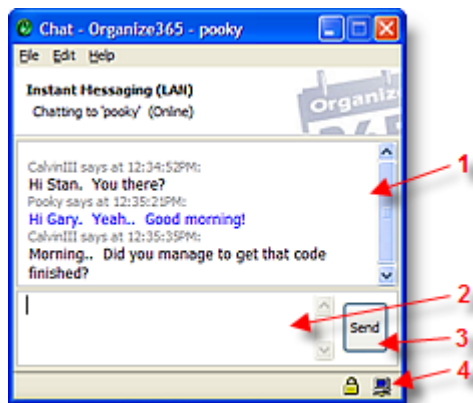 Chat - Organize365 - pooky
File Edit Help
Instant Messaging (LAN)
Chatting to 'pooky' (Online)
Organiz
CalvinIII says at 12:34:52PM:
Hi Stan. You there?
Pooky says at 12:35:21PM:
Hi Gary. Yeah.. Good morning!
CalvinIII says at 12:35:35PM:
Morning.. Did you manage to get that code
finished?
Send
1
2
3
4